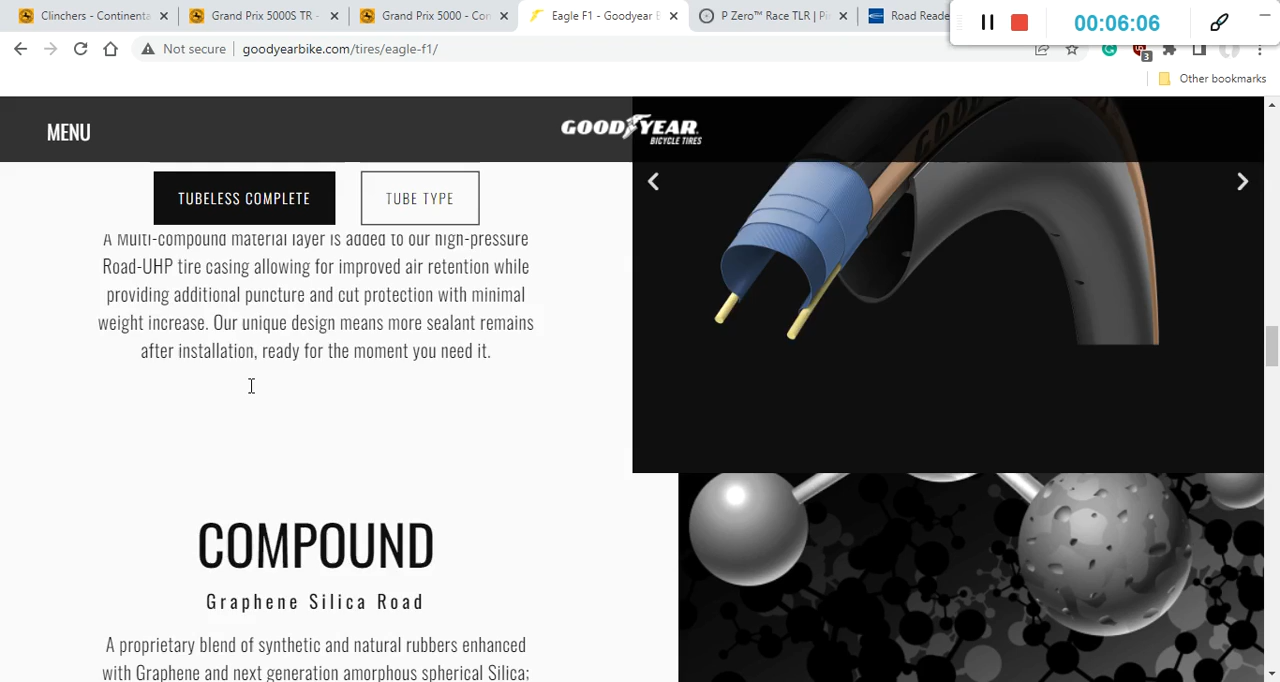 Clinchers - Continenta
Grand Prix 5000S TR -
Grand Prix 5000 - Con
Eagle F1 - Goodyear B
P Zero™ Race TLR | Pi
Road Reade
00:06:06
Not secure
goodyearbike.com/tires/eagle-f1/
3
Other bookmarks
MENU
GOODYEAR
BICYCLE TIRES
TUBELESS COMPLETE
TUBE TYPE
A Multi-compound material layer is added to our high-pressure
Road-UHP tire casing allowing for improved air retention while
providing additional puncture and cut protection with minimal
weight increase. Our unique design means more sealant remains
after installation, ready for the moment you need it.
COMPOUND
Graphene Silica Road
A proprietary blend of synthetic and natural rubbers enhanced
with Graphene and next generation amorphous spherical Silica;